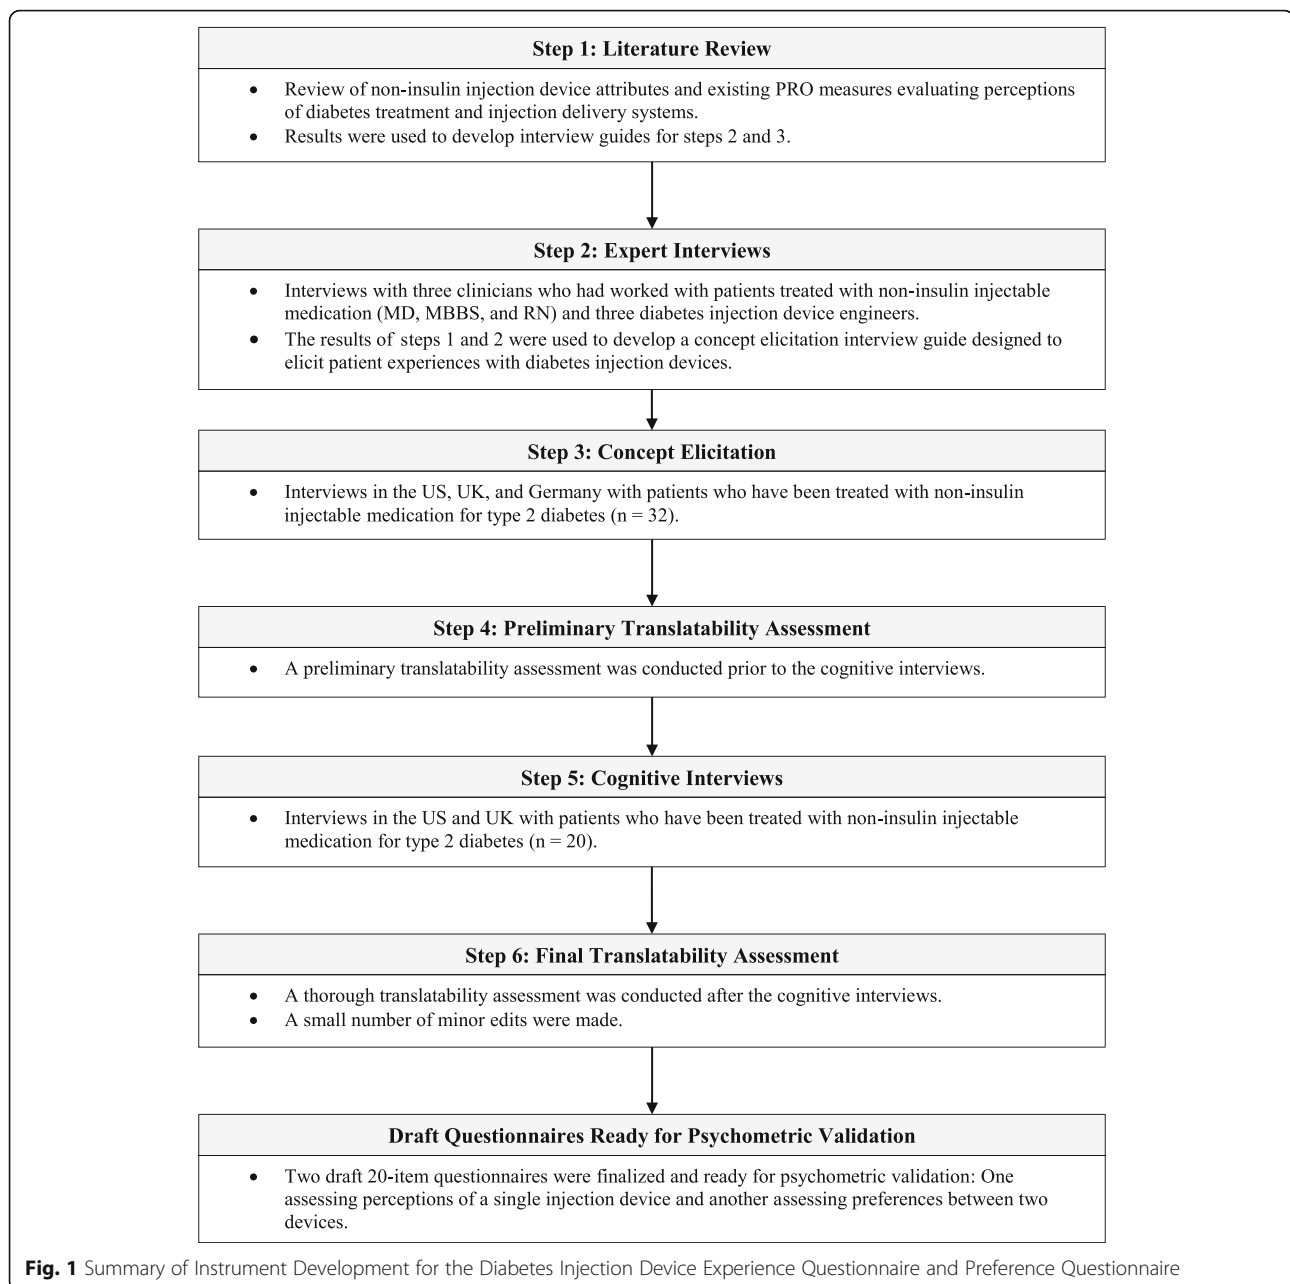 Step 1: Literature Review
• Review of non-insulin injection device attributes and existing PRO measures evaluating perceptions
of diabetes treatment and injection delivery systems.
• Results were used to develop interview guides for steps 2 and 3.
Step 2: Expert Interviews
• Interviews with three clinicians who had worked with patients treated with non-insulin injectable
medication (MD, MBBS, and RN) and three diabetes injection device engineers.
• The results of steps 1 and 2 were used to develop a concept elicitation interview guide designed to
elicit patient experiences with diabetes injection devices.
Step 3: Concept Elicitation
• Interviews in the US, UK, and Germany with patients who have been treated with non-insulin
injectable medication for type 2 diabetes (n = 32).
Step 4: Preliminary Translatability Assessment
• A preliminary translatability assessment was conducted prior to the cognitive interviews.
Step 5: Cognitive Interviews
• Interviews in the US and UK with patients who have been treated with non-insulin injectable
medication for type 2 diabetes (n = 20).
Step 6: Final Translatability Assessment
• A thorough translatability assessment was conducted after the cognitive interviews.
• A small number of minor edits were made.
Draft Questionnaires Ready for Psychometric Validation
• Two draft 20-item questionnaires were finalized and ready for psychometric validation: One
assessing perceptions of a single injection device and another assessing preferences between two
devices.
Fig. 1 Summary of Instrument Development for the Diabetes Injection Device Experience Questionnaire and Preference Questionnaire